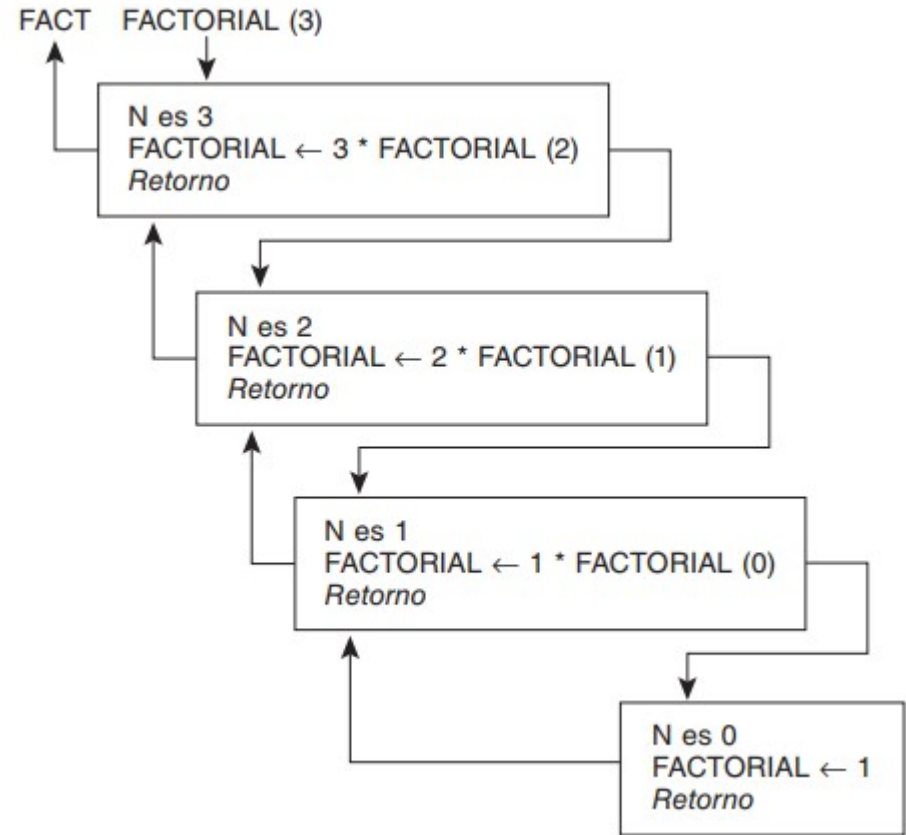 FACT FACTORIAL (3)
N es 3
FACTORIAL ← 3 * FACTORIAL (2)
Retorno
N es 2
FACTORIAL ← 2 * FACTORIAL (1)
Retorno
N es 1
FACTORIAL ← 1 * FACTORIAL (0)
Retorno
N es 0
FACTORIAL ← 1
Retorno